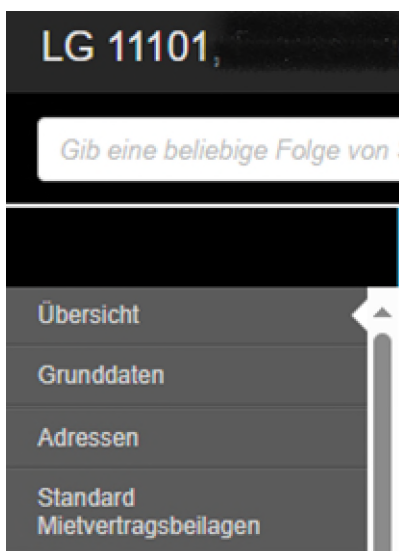 LG 11101,
Gib eine beliebige Folge von
Übersicht
Grunddaten
Adressen
Standard
Mietvertragsbeilagen